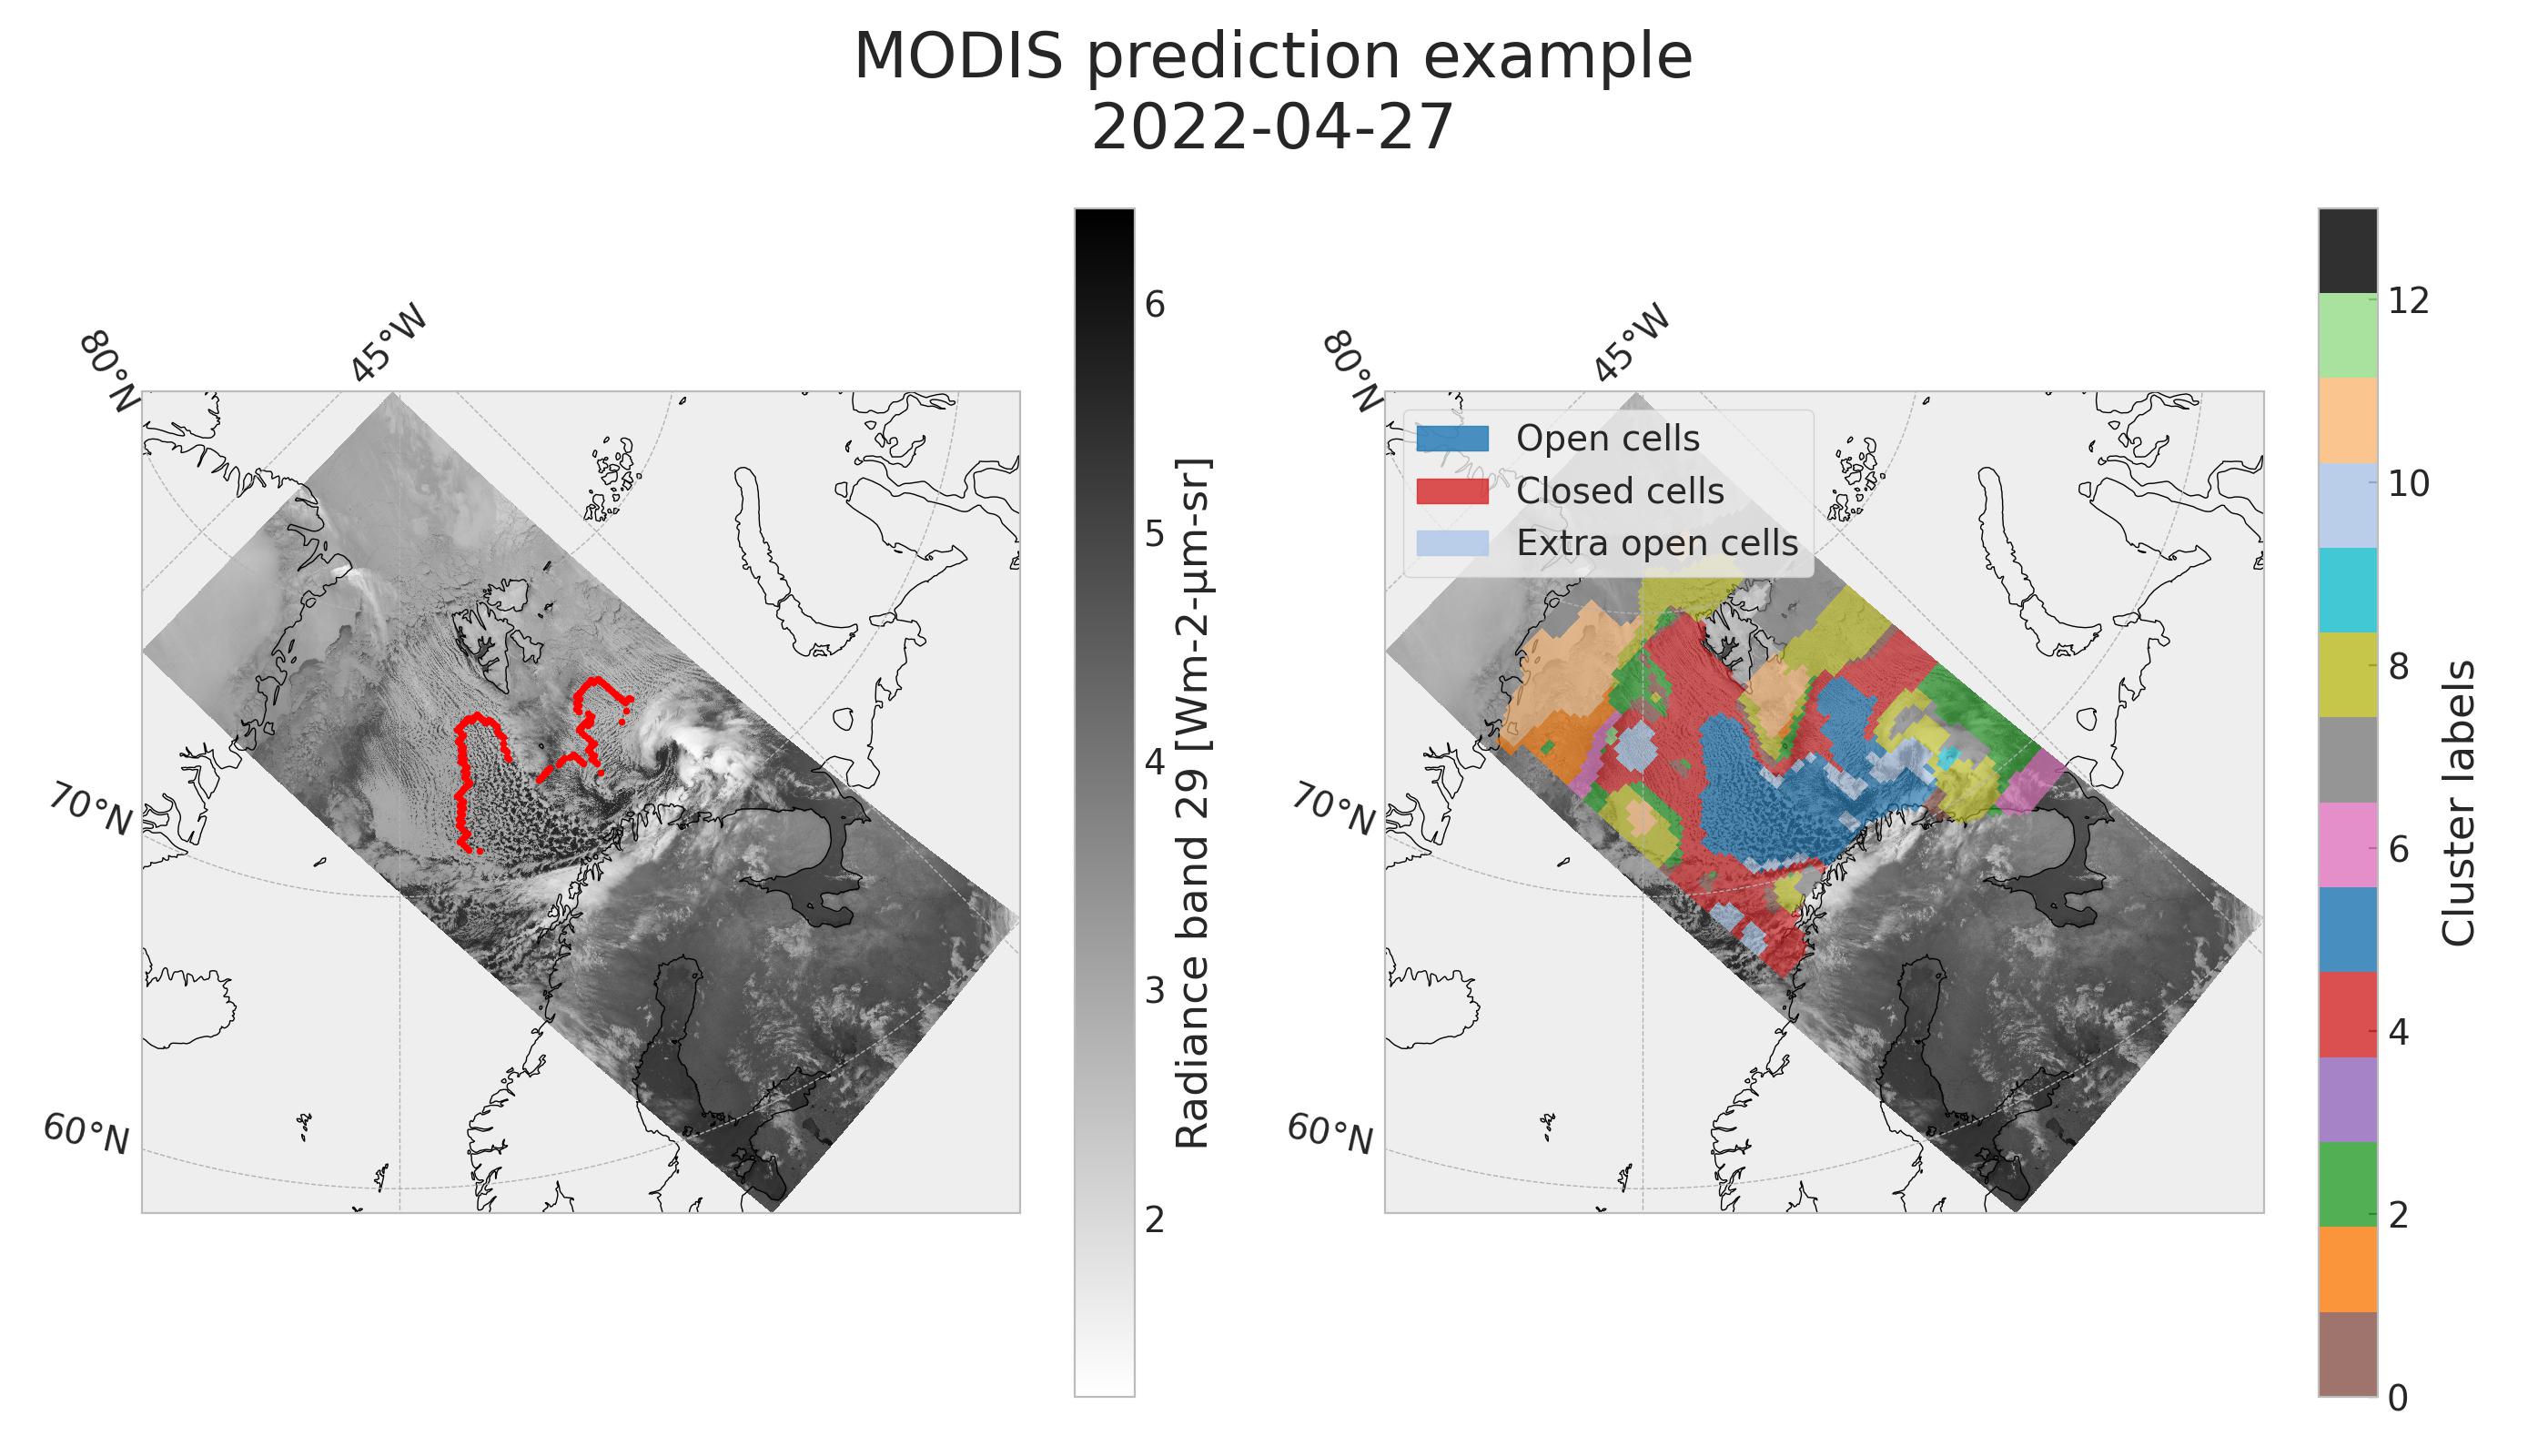 MODIS prediction example
2022-04-27
80°N
45°W
70°N
60°N
6
5
4
3
2
Radiance band 29 [Wm-2-μm-sr]
80°N
45°W
Open cells
Closed cells
Extra open cells
70°N
60°N
12
10
8
6
4
2
0
Cluster labels